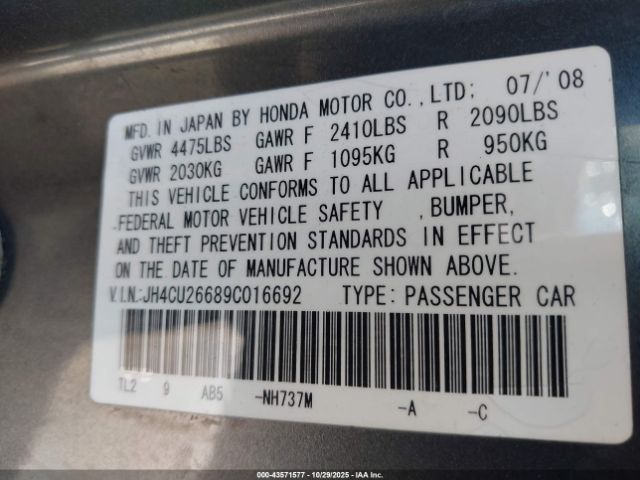 MFD. IN JAPAN BY HONDA MOTOR CO.,LTD; 07/'08
GVWR 4475LBS GAWR F 2410LBS R 2090LBS
GVWR 2030KG GAWR F 1095KG R 950KG
THIS VEHICLE CONFORMS TO ALL APPLICABLE
FEDERAL MOTOR VEHICLE SAFETY ,BUMPER,
AND THEFT PREVENTION STANDARDS IN EFFECT
ON THE DATE OF MANUFACTURE SHOWN ABOVE.
V.I.N.:JH4CU26689C016692 TYPE: PASSENGER CAR
TL2 9 AB5 -NH737M -A -C
00-43571577 | 10/29/2025 | IAA Inc.